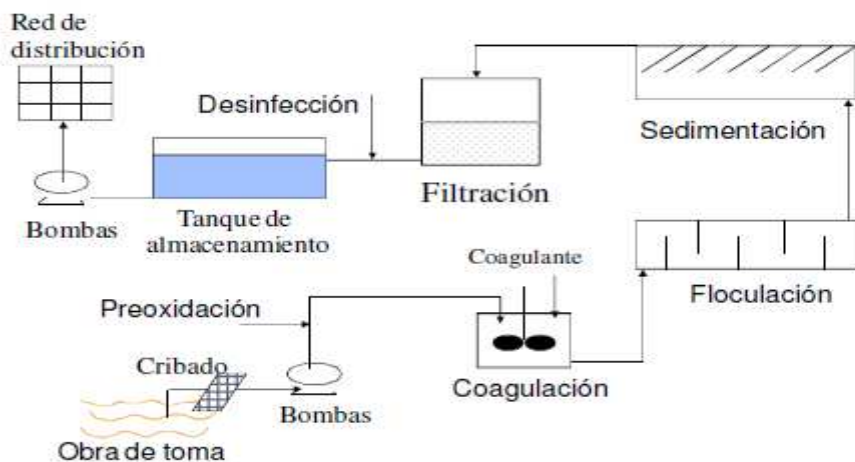 Red de
distribución
Desinfección
Sedimentación
Filtración
Bombas
Tanque de
almacenamiento
Coagulante
Floculación
Preoxidación
Cribado
Coagulación
Bombas
Obra de toma